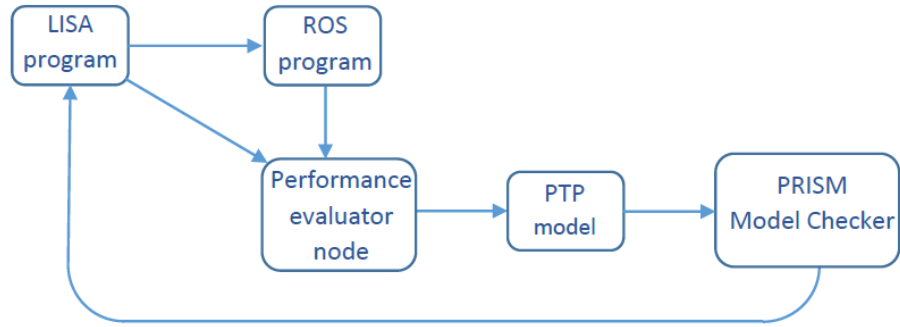 LISA
program
ROS
program
Performance
evaluator
node
PTP
model
PRISM
Model Checker